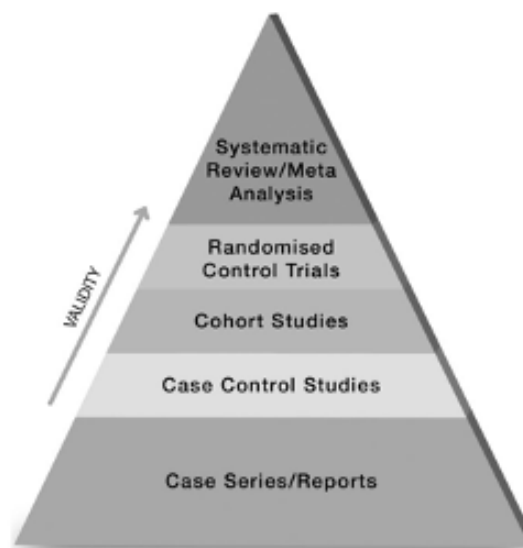 Systematic
Review/Meta
Analysis
Randomised
Control Trials
VALIDITY
Cohort Studies
Case Control Studies
Case Series/Reports